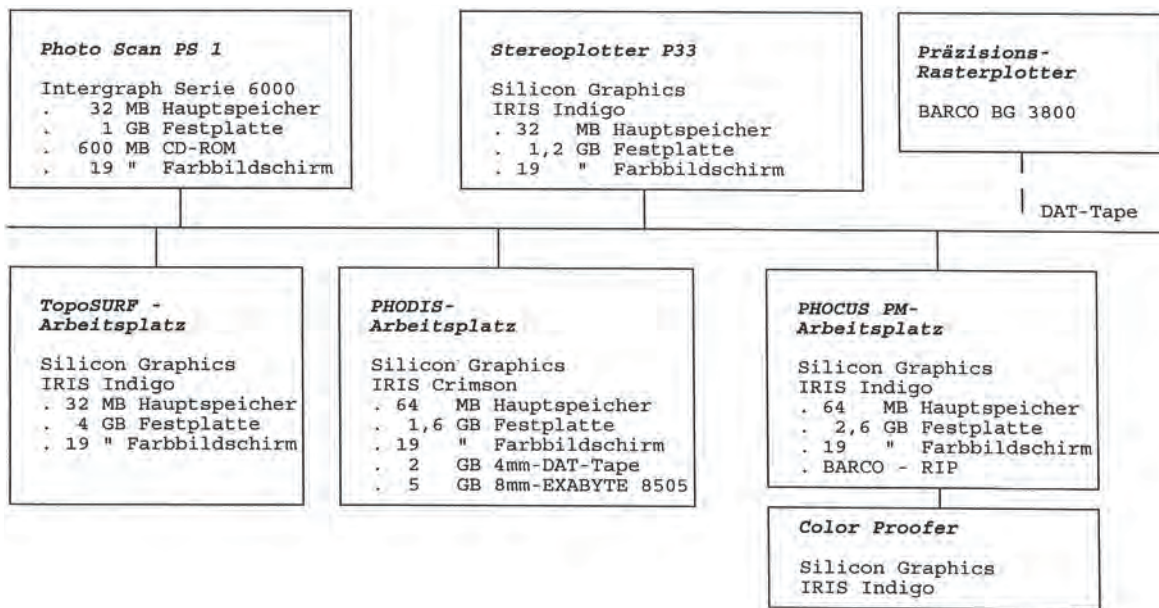 Photo Scan PS 1
Intergraph Serie 6000
. 32 MB Hauptspeicher
. 1 GB Festplatte
. 600 MB CD-ROM
. 19 " Farbbildschirm
Stereoplotter P33
Silicon Graphics
IRIS Indigo
. 32 MB Hauptspeicher
. 1,2 GB Festplatte
. 19 " Farbbildschirm
Präzisions-
Rasterplotter
BARCO BG 3800
DAT-Tape
TopoSURF -
Arbeitsplatz
Silicon Graphics
IRIS Indigo
. 32 MB Hauptspeicher
. 4 GB Festplatte
. 19 " Farbbildschirm
PHODIS-
Arbeitsplatz
Silicon Graphics
IRIS Crimson
. 64 MB Hauptspeicher
. 1,6 GB Festplatte
. 19 " Farbbildschirm
. 2 GB 4mm-DAT-Tape
. 5 GB 8mm-EXABYTE 8505
PHOCUS PM-
Arbeitsplatz
Silicon Graphics
IRIS Indigo
. 64 MB Hauptspeicher
. 2,6 GB Festplatte
. 19 " Farbbildschirm
. BARCO - RIP
Color Proofer
Silicon Graphics
IRIS Indigo